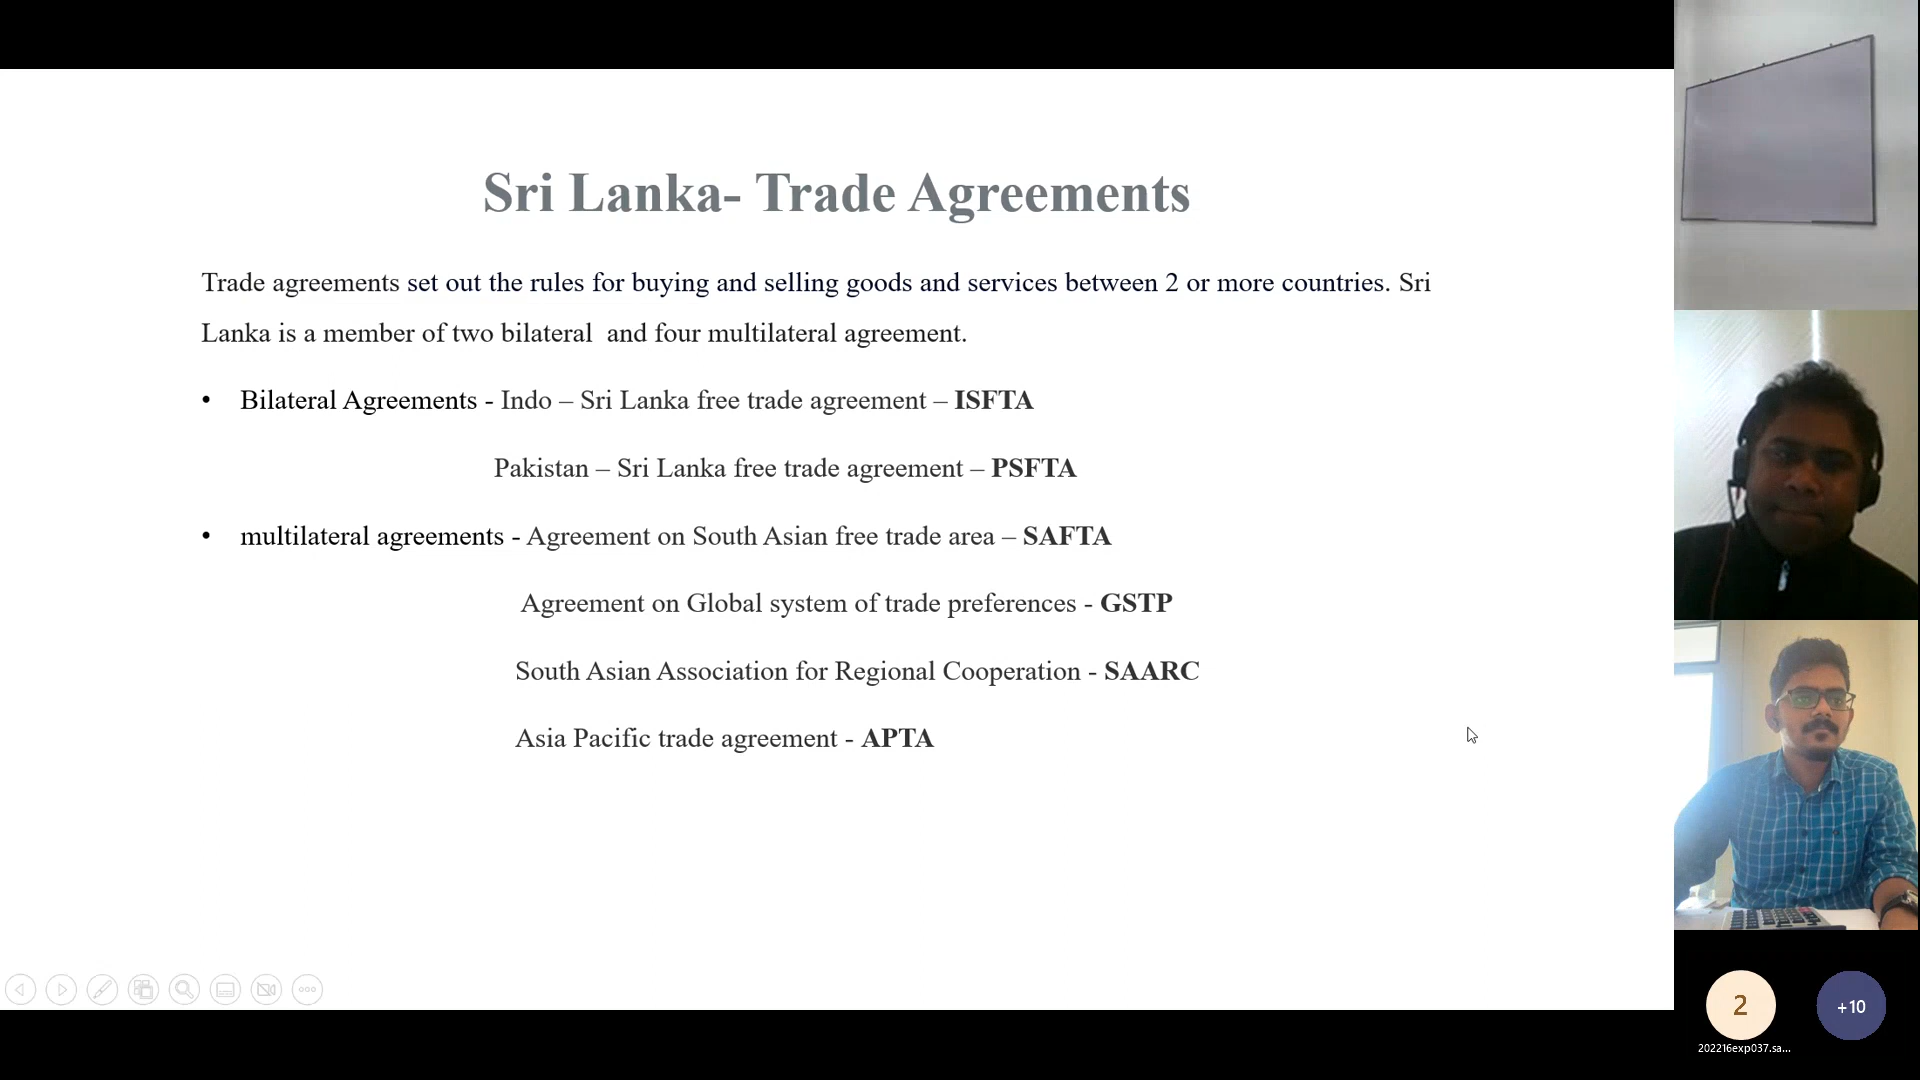 Sri Lanka- Trade Agreements
Trade agreements set out the rules for buying and selling goods and services between 2 or more countries. Sri
Lanka is a member of two bilateral  and four multilateral agreement.
• Bilateral Agreements - Indo – Sri Lanka free trade agreement – ISFTA
Pakistan – Sri Lanka free trade agreement – PSFTA
• multilateral agreements - Agreement on South Asian free trade area – SAFTA
Agreement on Global system of trade preferences - GSTP
South Asian Association for Regional Cooperation - SAARC
Asia Pacific trade agreement - APTA
2
+10
202216exp037.sa...